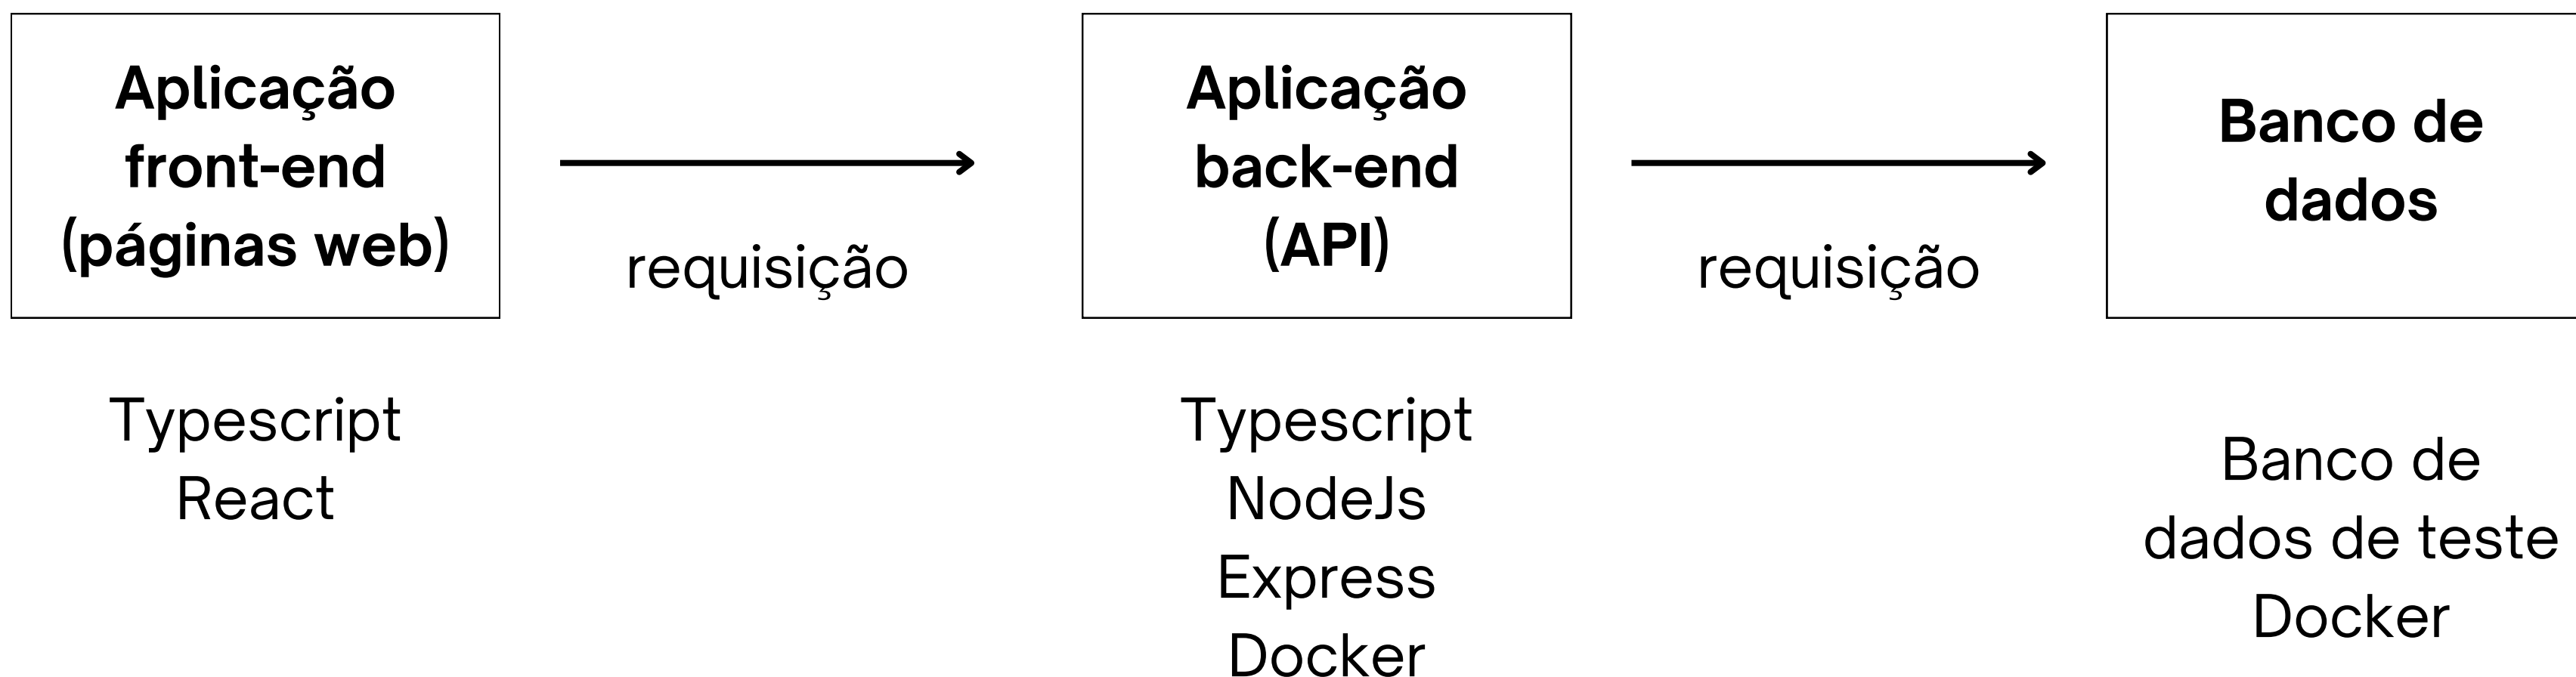 Aplicação
front-end
(páginas web)
requisição
Aplicação
back-end
(API)
requisição
Banco de
dados
Typescript
React
Typescript
NodeJs
Express
Docker
Banco de
dados de teste
Docker